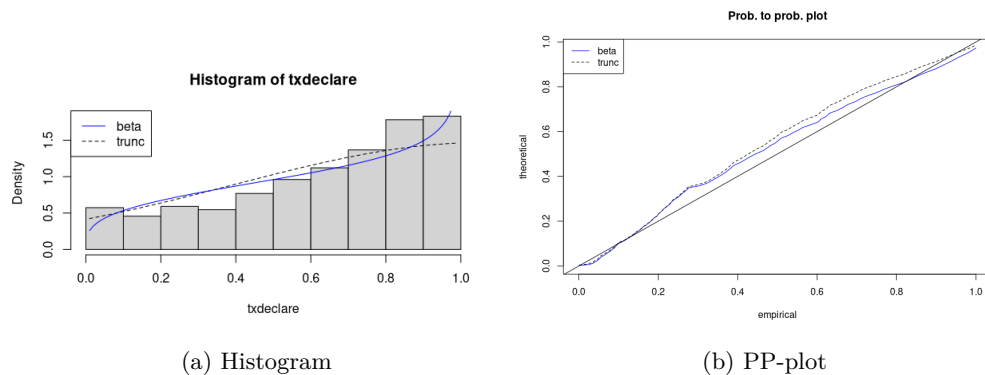 Histogram of txdeclare
beta
trunc
Density
0.0 0.5 1.0 1.5
0.0 0.2 0.4 0.6 0.8 1.0
txdeclare
(a) Histogram
Prob. to prob. plot
beta
trunc
theoretical
0.0 0.2 0.4 0.6 0.8 1.0
0.0 0.2 0.4 0.6 0.8 1.0
empirical
(b) PP-plot